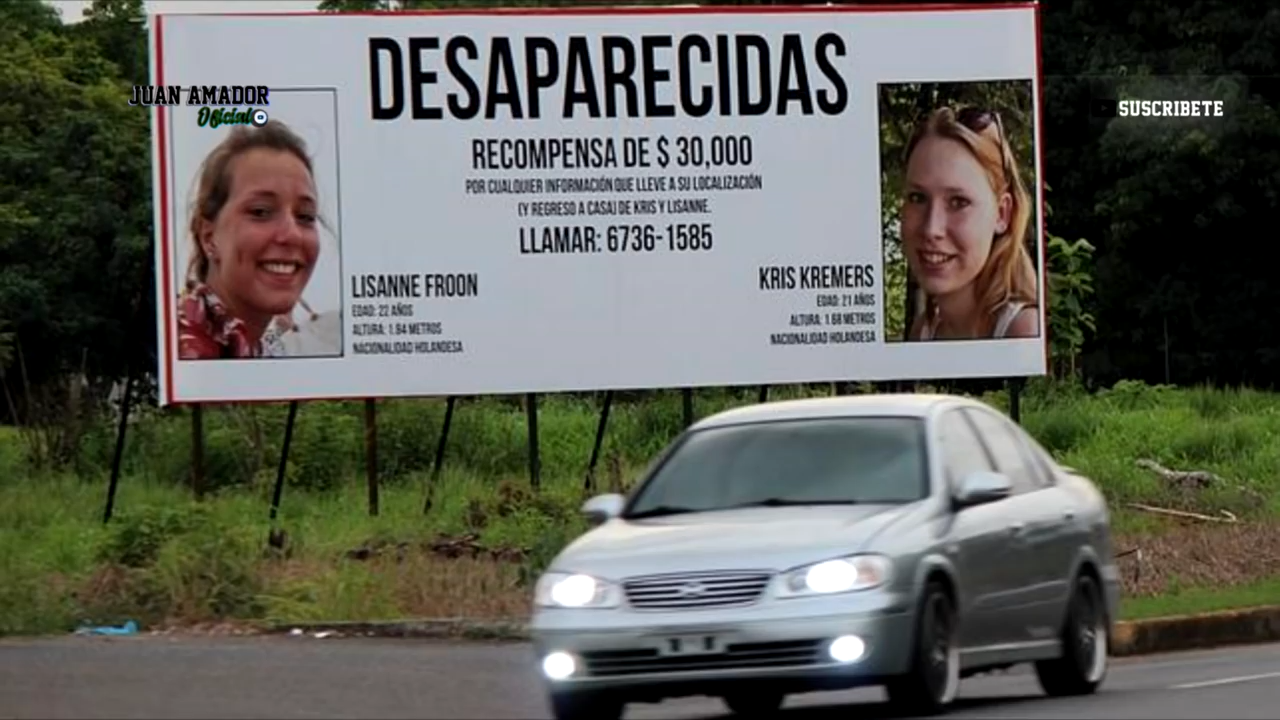 DESAPARECIDAS
JUAN AMADOR
Oficial
SUSCRIBETE
RECOMPENSA DE $ 30,000
POR CUALQUIER INFORMACIÓN QUE LLEVE A SU LOCALIZACIÓN
(Y REGRESO A CASA) DE KRIS Y LISANNE.
LLAMAR: 6736-1585
LISANNE FROON
EDAD: 22 AÑOS
ALTURA: 1.84 METROS
NACIONALIDAD HOLANDESA
KRIS KREMERS
EDAD: 21 AÑOS
ALTURA: 1.68 METROS
NACIONALIDAD HOLANDESA